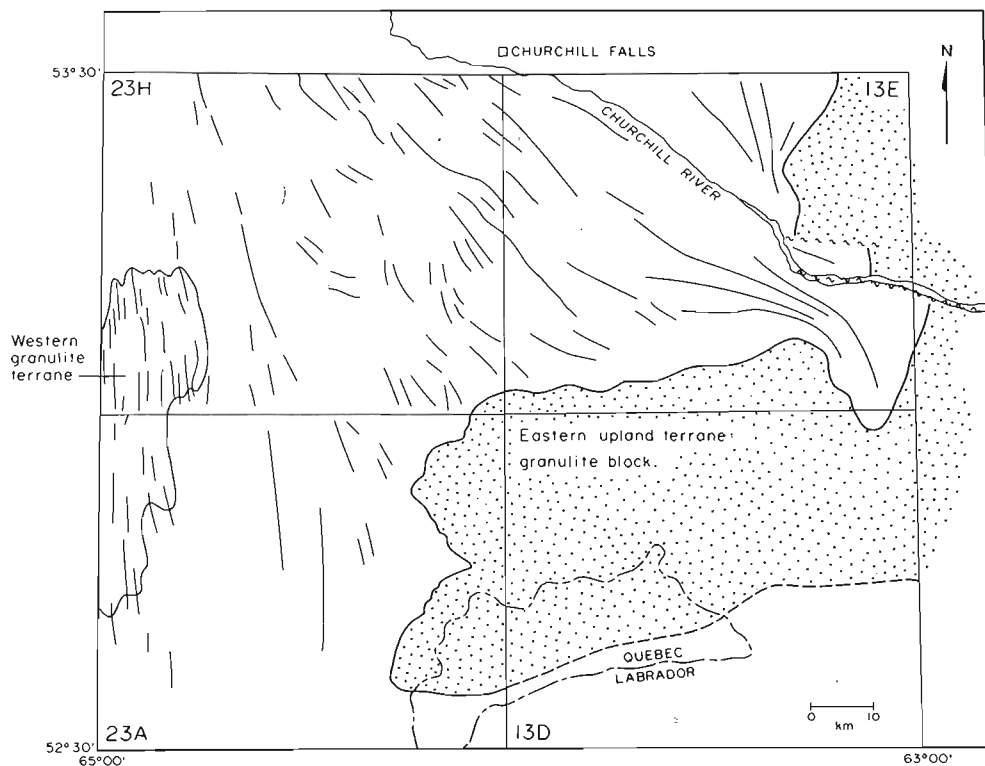 CHURCHILL FALLS
N
53°30'
23H
13E
CHURCHILL RIVER
Western
granulite
terrane
Eastern upland terrane:
granulite block.
QUEBEC
LABRADOR
0 10
km
23A
13D
52°30'
65°00'
63°00'